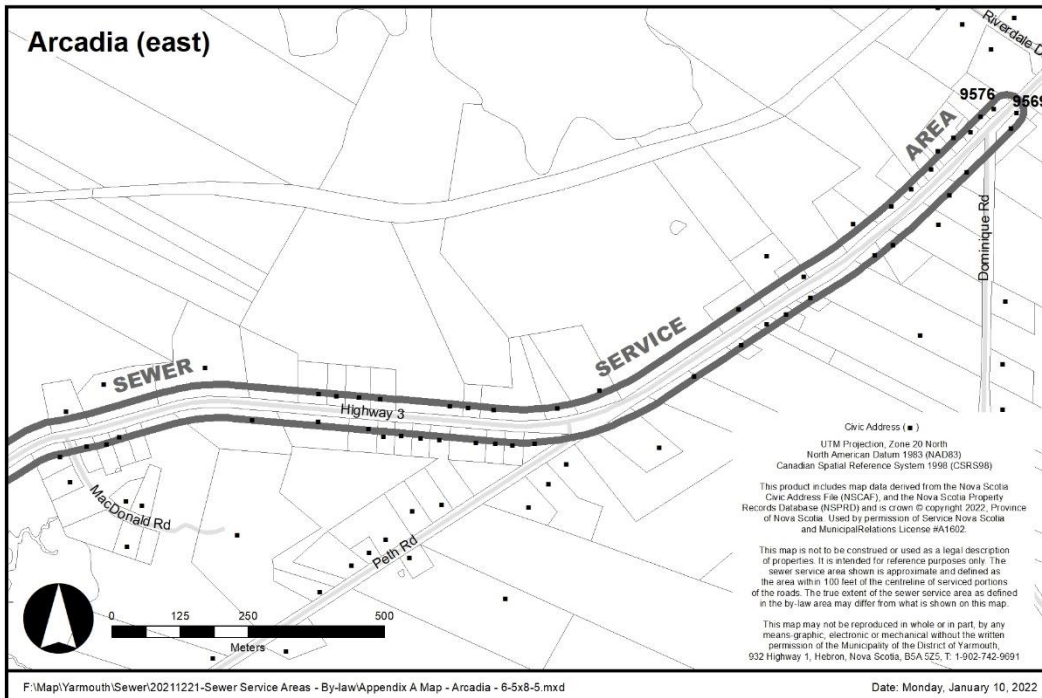 Arcadia (east)
Riverdale D
9576
9569
AREA
Dominique Rd
SERVICE
SEWER
Highway 3
MacDonald Rd
Peth Rd
Civic Address ( ■ )
UTM Projection, Zone 20 North
North American Datum 1983 (NAD83)
Canadian Spatial Reference System 1998 (CSRS98)
This product includes map data derived from the Nova Scotia
Civic Address File (NSCAF), and the Nova Scotia Property
Records Database (NSPRD) and is crown © copyright 2022, Province
of Nova Scotia. Used by permission of Service Nova Scotia
and MunicipalRelations License #A1602.
This map is not to be construed or used as a legal description
of properties. It is intended for reference purposes only. The
sewer service area shown is approximate and defined as
the area within 100 feet of the centreline of serviced portions
of the roads. The true extent of the sewer service area as defined
in the by-law area may differ from what is shown on this map.
This map may not be reproduced in whole or in part, by any
means-graphic, electronic or mechanical without the written
permission of the Municipality of the District of Yarmouth,
932 Highway 1, Hebron, Nova Scotia, B5A 5Z5, T: 1-902-742-9691
0 125 250 500
Meters
F:\Map\Yarmouth\Sewer\20211221-Sewer Service Areas - By-law\Appendix A Map - Arcadia - 6-5x8-5.mxd
Date: Monday, January 10, 2022